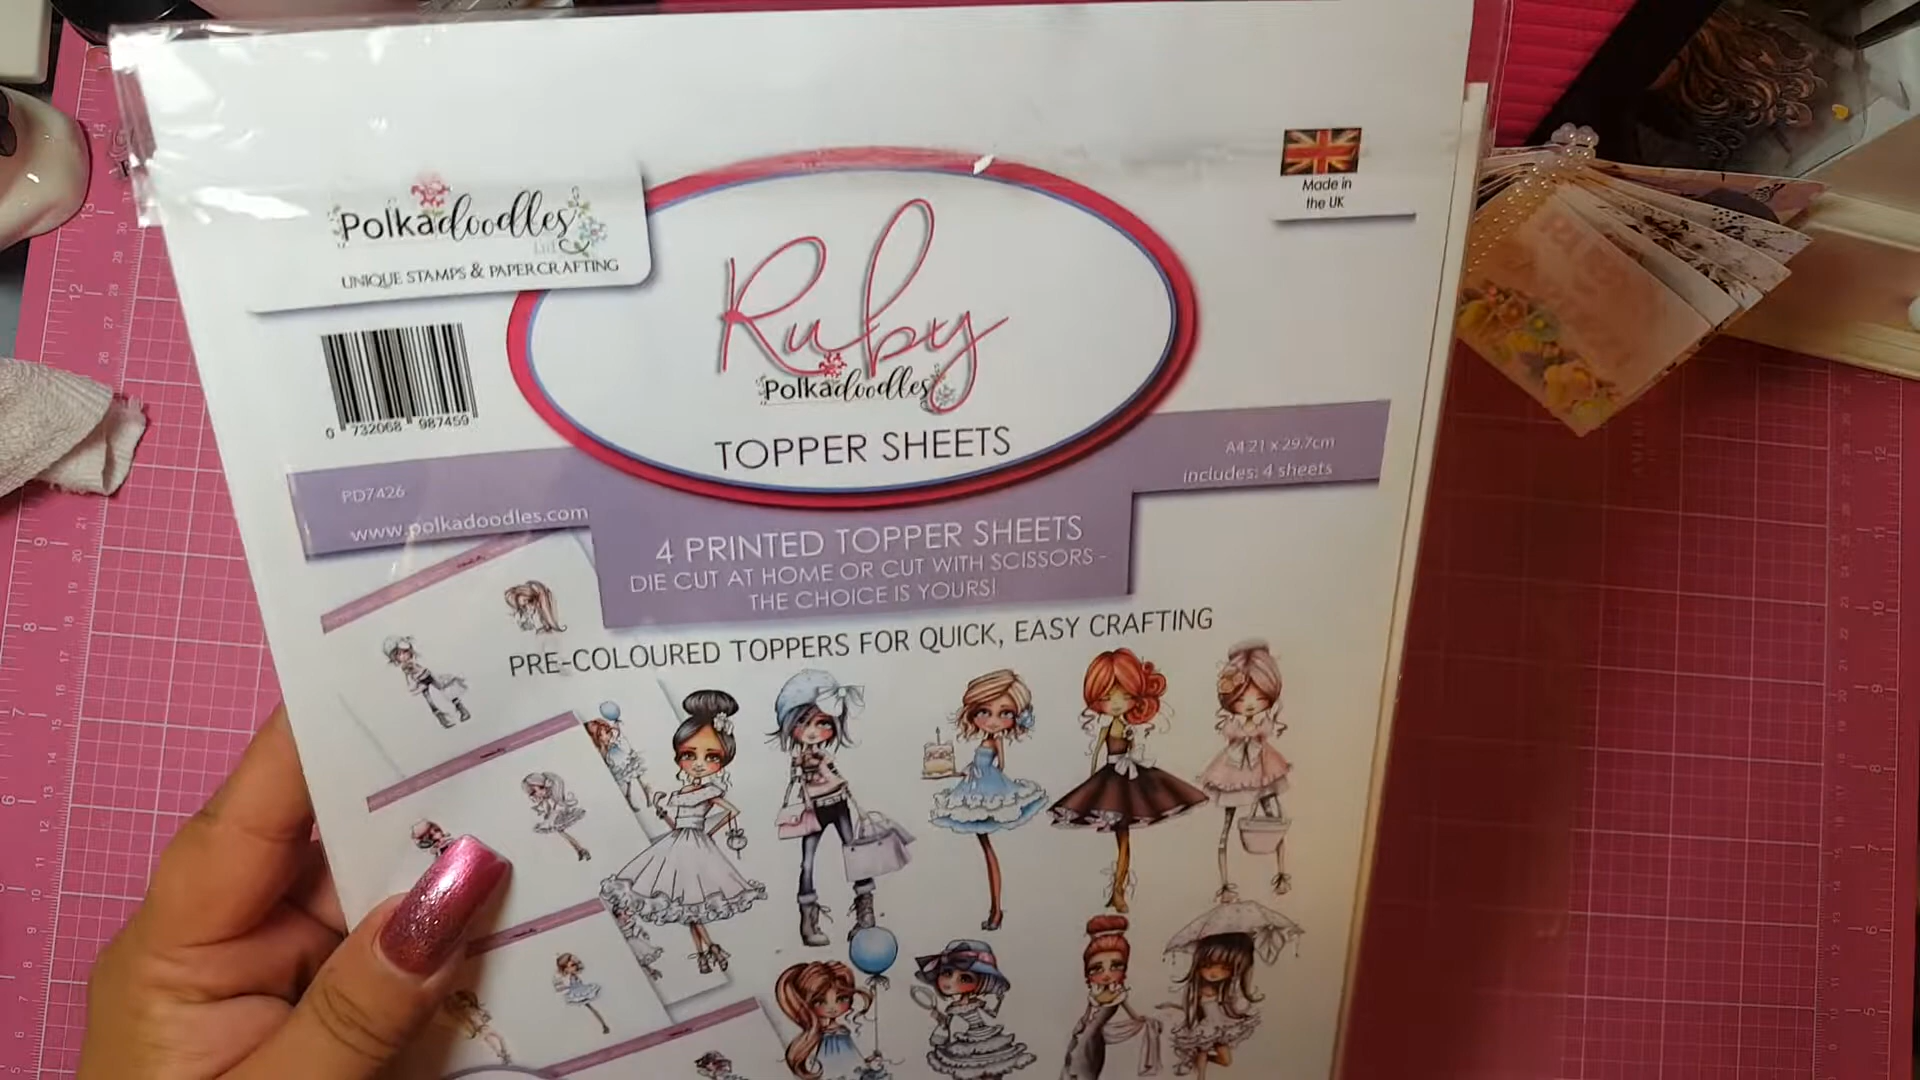 Polkadoodles
Ltd
UNIQUE STAMPS & PAPERCRAFTING
Made in
the UK
Ruby
Polkadoodles
TOPPER SHEETS
0 732068 987459
PD7426
www.polkadoodles.com
A4 21 x 29.7cm
includes: 4 sheets
4 PRINTED TOPPER SHEETS
DIE CUT AT HOME OR CUT WITH SCISSORS -
THE CHOICE IS YOURS!
PRE-COLOURED TOPPERS FOR QUICK, EASY CRAFTING